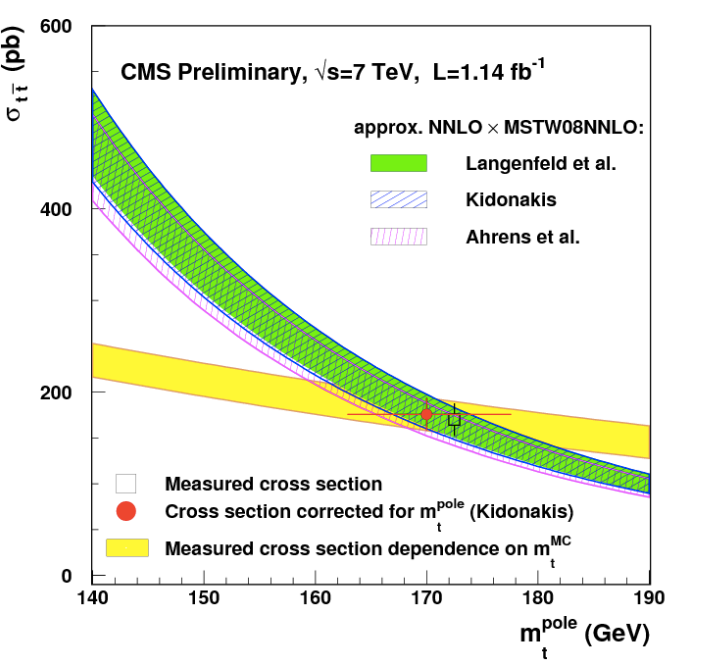 600
σ t t̅ (pb)
CMS Preliminary, √s=7 TeV, L=1.14 fb⁻¹
approx. NNLO × MSTW08NNLO:
Langenfeld et al.
Kidonakis
Ahrens et al.
400
200
Measured cross section
Cross section corrected for m_t^pole (Kidonakis)
Measured cross section dependence on m_t^MC
0
140 150 160 170 180 190
m_t^pole (GeV)